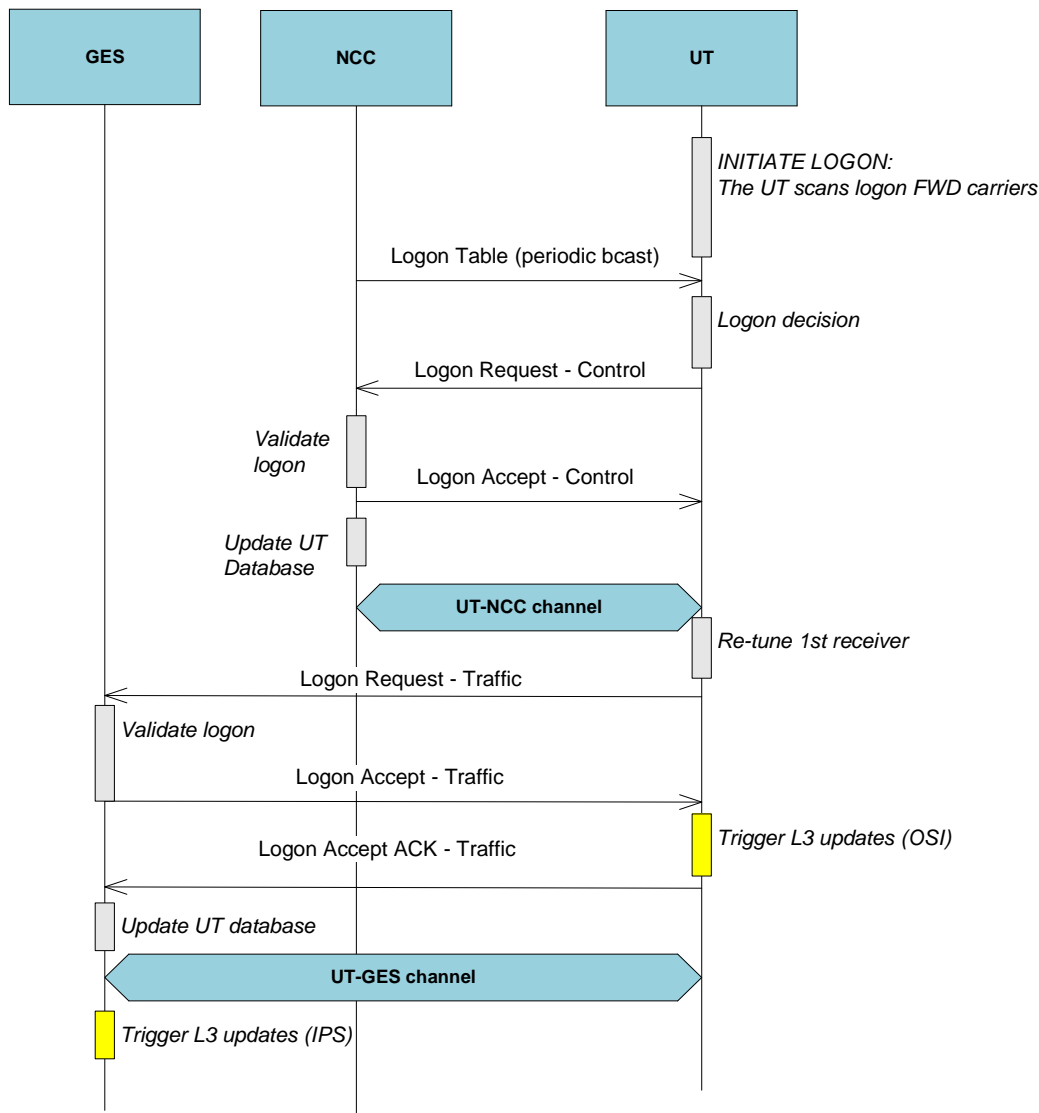 GES
NCC
UT
INITIATE LOGON:
The UT scans logon FWD carriers
Logon Table (periodic bcast)
Logon decision
Logon Request - Control
Validate
logon
Logon Accept - Control
Update UT
Database
UT-NCC channel
Re-tune 1st receiver
Logon Request - Traffic
Validate logon
Logon Accept - Traffic
Trigger L3 updates (OSI)
Logon Accept ACK - Traffic
Update UT database
UT-GES channel
Trigger L3 updates (IPS)